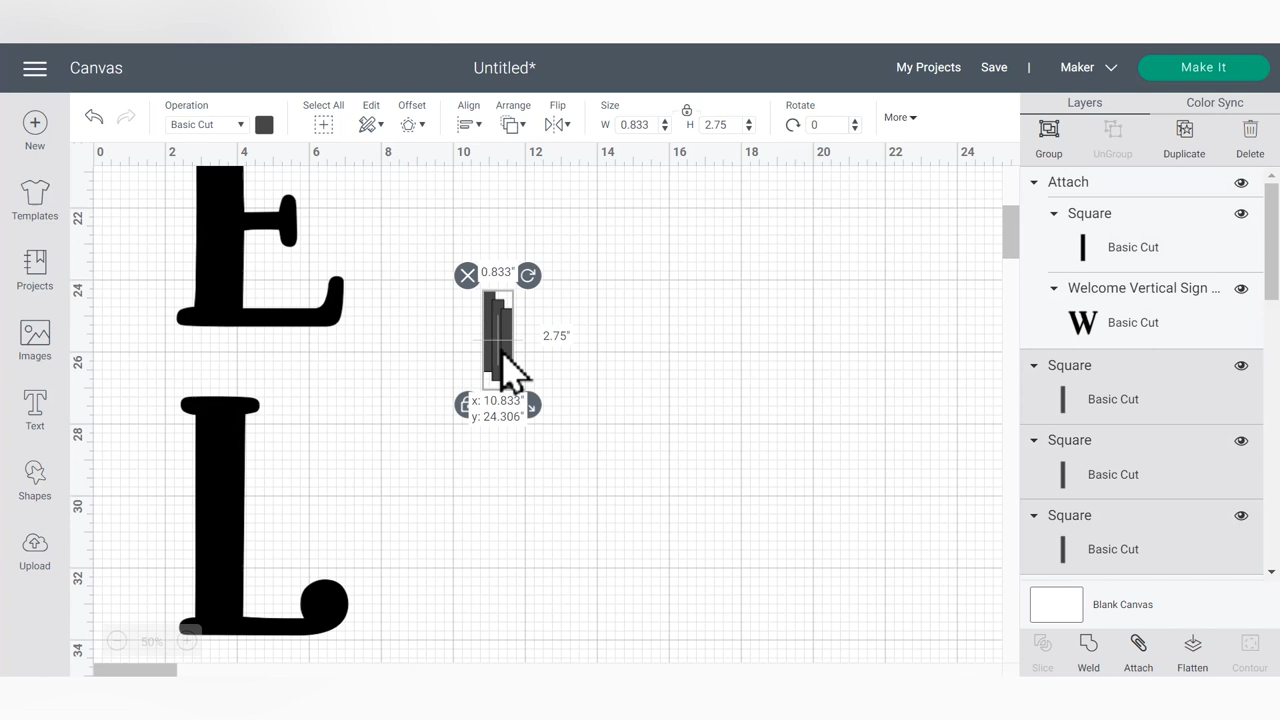 Canvas
Untitled*
My Projects
Save
|
Maker
Make It
New
Templates
Projects
Images
Text
Shapes
Upload
Operation
Basic Cut
Select All
Edit
Offset
Align
Arrange
Flip
Size
W 0.833
H 2.75
Rotate
0
More
0 2 4 6 8 10 12 14 16 18 20 22 24
22
24
26
28
30
32
34
E
L
0.833"
2.75"
x: 10.833"
y: 24.306"
50%
Layers
Color Sync
Group
UnGroup
Duplicate
Delete
Attach
Square
Basic Cut
Welcome Vertical Sign ...
W Basic Cut
Square
Basic Cut
Square
Basic Cut
Square
Basic Cut
Blank Canvas
Slice
Weld
Attach
Flatten
Contour